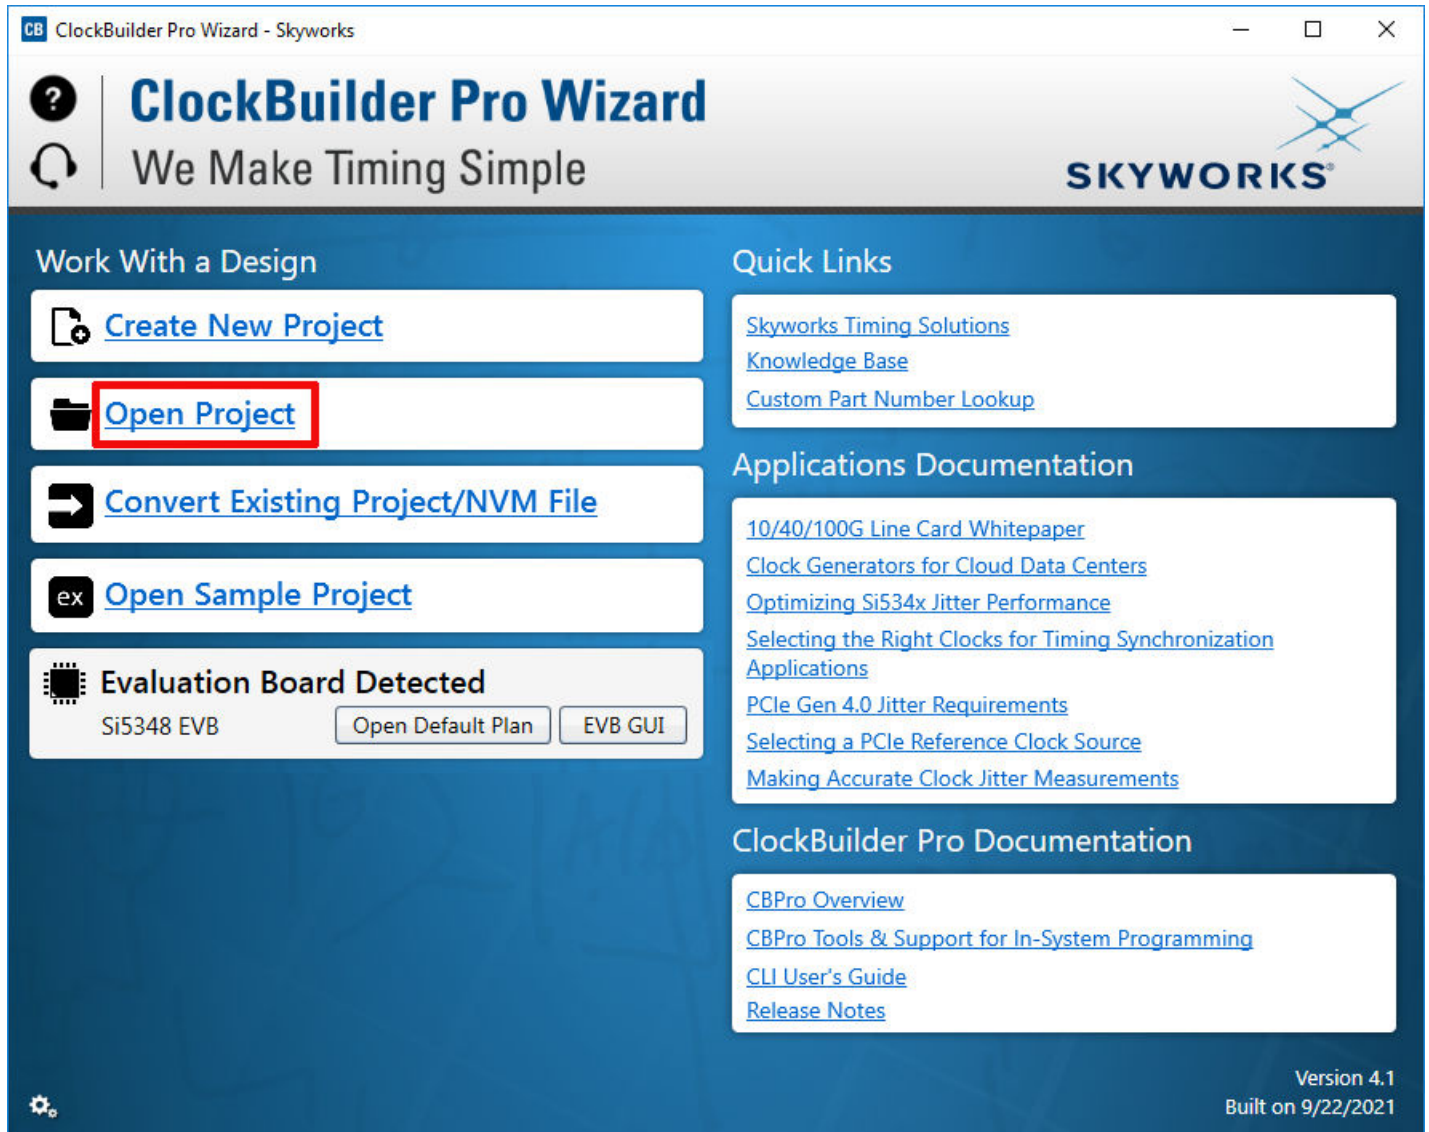 CB ClockBuilder Pro Wizard - Skyworks
?
ClockBuilder Pro Wizard
We Make Timing Simple
SKYWORKS®
Work With a Design
Create New Project
Open Project
Convert Existing Project/NVM File
ex Open Sample Project
Evaluation Board Detected
Si5348 EVB Open Default Plan EVB GUI
Quick Links
Skyworks Timing Solutions
Knowledge Base
Custom Part Number Lookup
Applications Documentation
10/40/100G Line Card Whitepaper
Clock Generators for Cloud Data Centers
Optimizing Si534x Jitter Performance
Selecting the Right Clocks for Timing Synchronization
Applications
PCIe Gen 4.0 Jitter Requirements
Selecting a PCIe Reference Clock Source
Making Accurate Clock Jitter Measurements
ClockBuilder Pro Documentation
CBPro Overview
CBPro Tools & Support for In-System Programming
CLI User's Guide
Release Notes
Version 4.1
Built on 9/22/2021